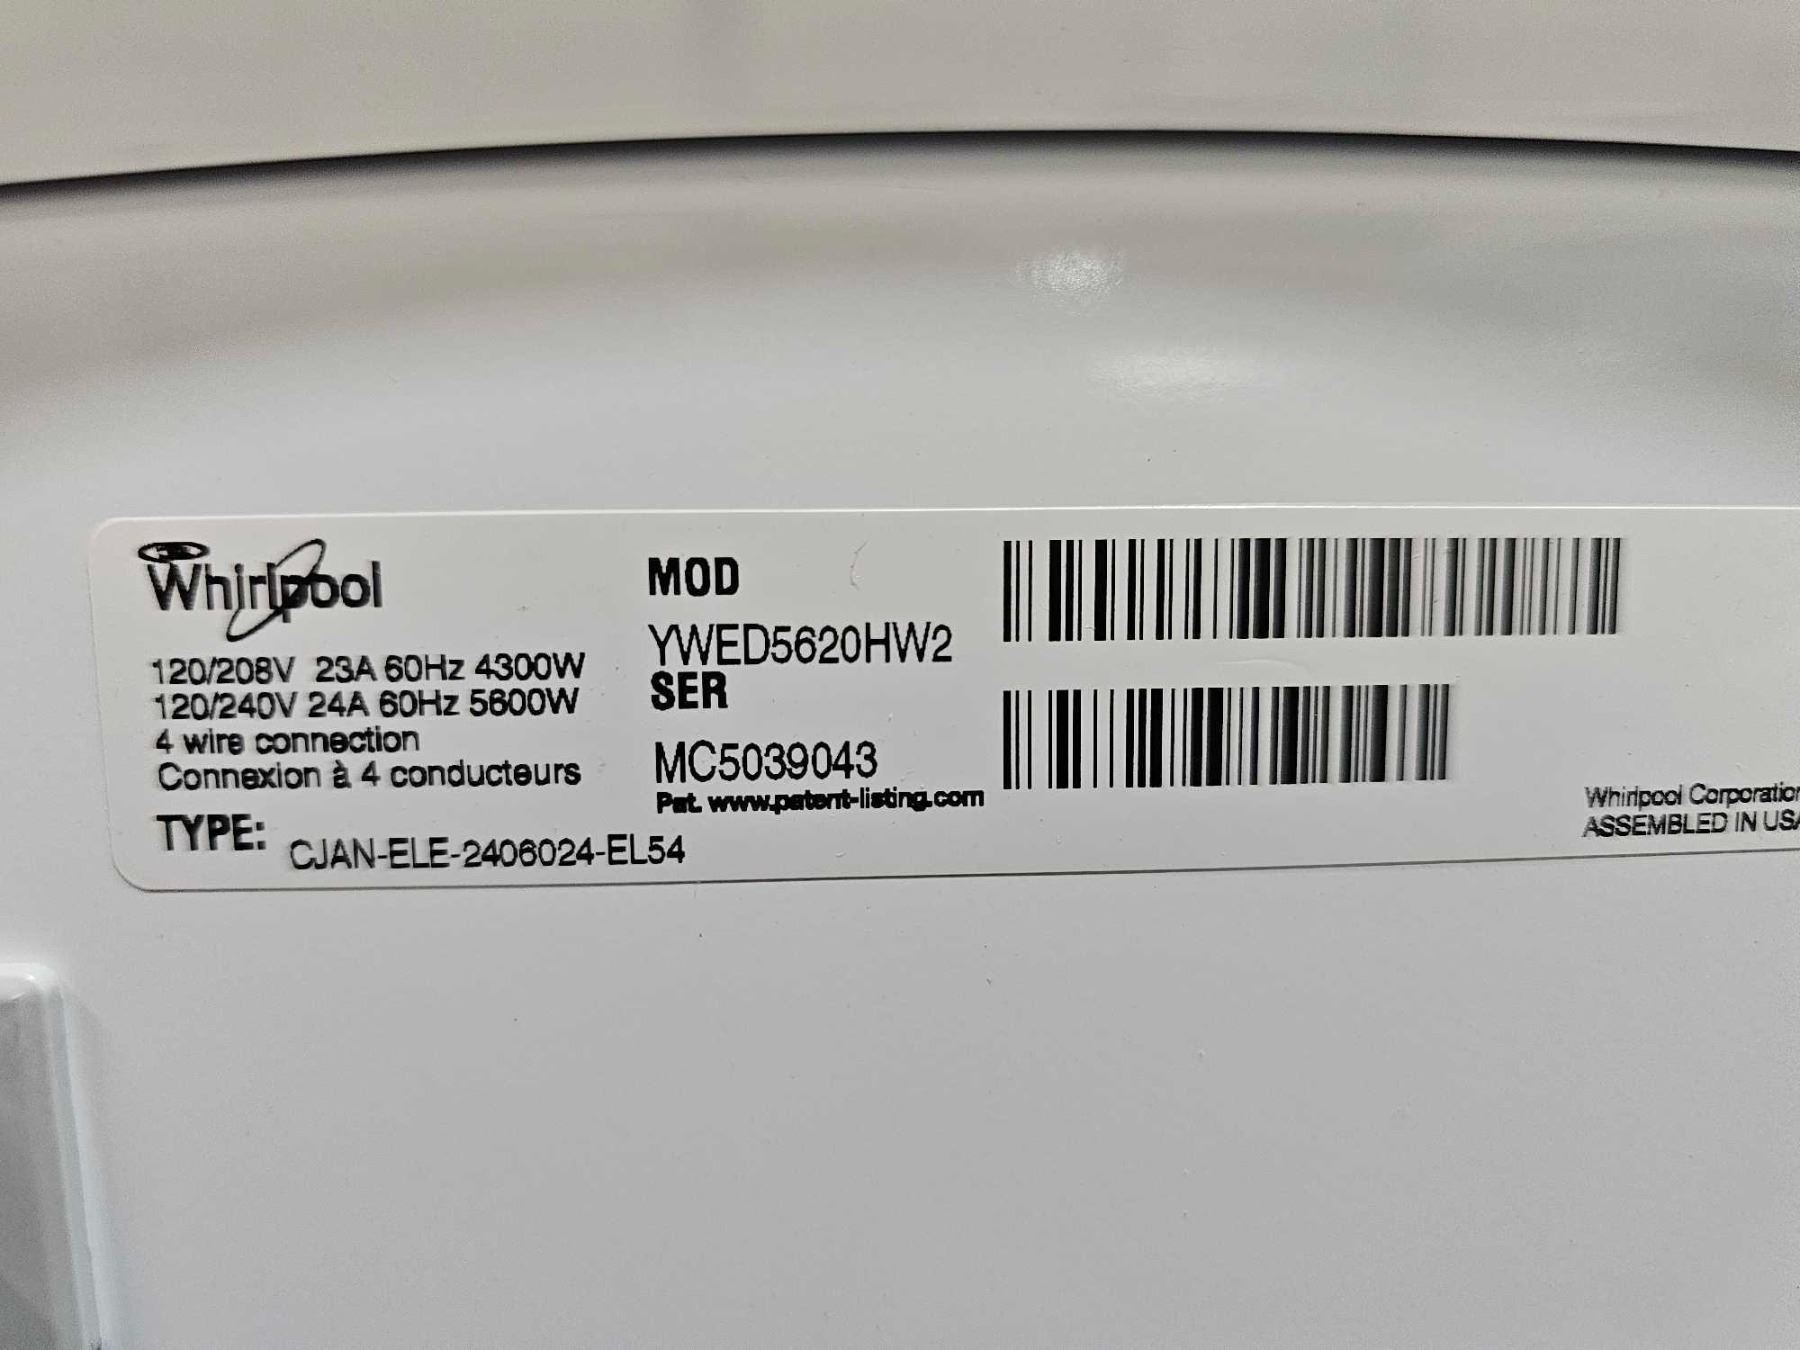 Whirlpool
120/208V 23A 60Hz 4300W
120/240V 24A 60Hz 5600W
4 wire connection
Connexion à 4 conducteurs
TYPE: CJAN-ELE-2406024-EL54
MOD
YWED5620HW2
SER
MC5039043
Pat. www.patent-listing.com
Whirlpool Corporation
ASSEMBLED IN USA